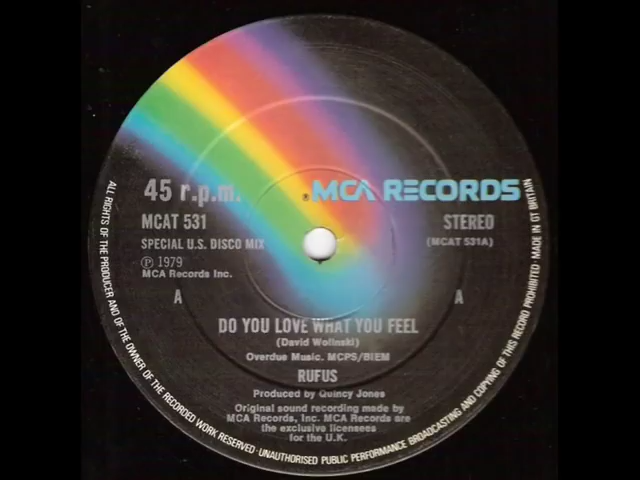 45 r.p.m.
® MCA RECORDS
MCAT 531
STEREO
SPECIAL U.S. DISCO MIX
(MCAT 531A)
℗ 1979
MCA Records Inc.
A
A
DO YOU LOVE WHAT YOU FEEL
(David Wolinski)
Overdue Music. MCPS/BIEM
RUFUS
Produced by Quincy Jones
Original sound recording made by
MCA Records, Inc. MCA Records are
the exclusive licensees
for the U.K.
ALL RIGHTS OF THE PRODUCER AND OF THE OWNER OF THE RECORDED WORK RESERVED · UNAUTHORISED PUBLIC PERFORMANCE BROADCASTING AND COPYING OF THIS RECORD PROHIBITED · MADE IN GT BRITAIN